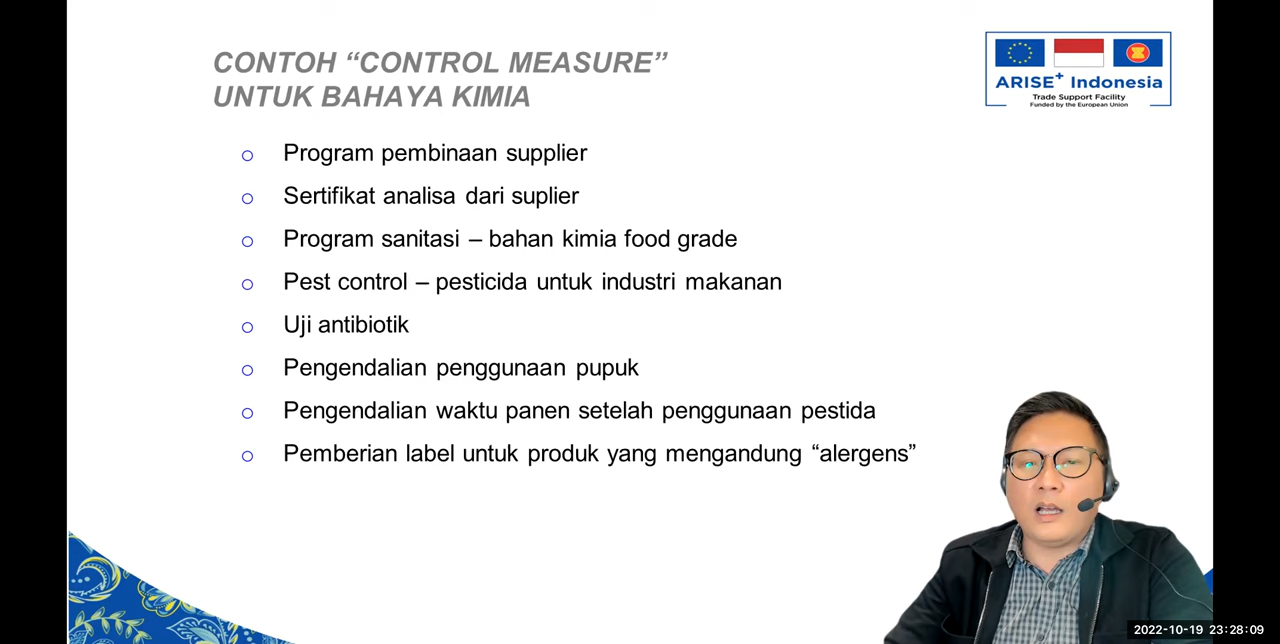 CONTOH “CONTROL MEASURE”
UNTUK BAHAYA KIMIA
ARISE+ Indonesia
Trade Support Facility
Funded by the European Union
o Program pembinaan supplier
o Sertifikat analisa dari suplier
o Program sanitasi – bahan kimia food grade
o Pest control – pesticida untuk industri makanan
o Uji antibiotik
o Pengendalian penggunaan pupuk
o Pengendalian waktu panen setelah penggunaan pestida
o Pemberian label untuk produk yang mengandung “alergens”
2022-10-19 23:28:09